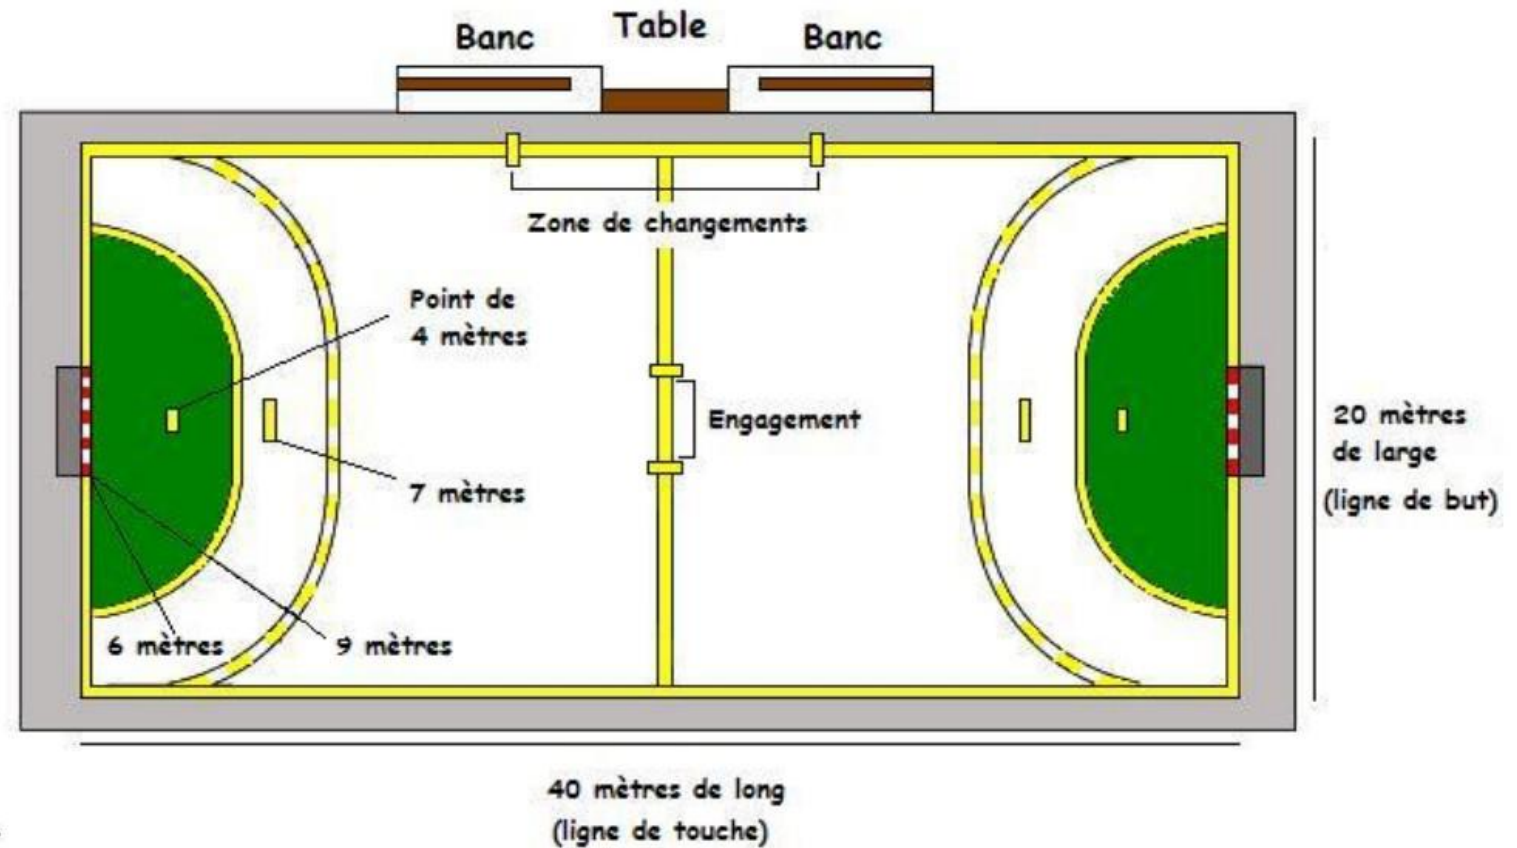 Banc
Table
Banc
Zone de changements
Point de
4 mètres
Engagement
7 mètres
6 mètres
9 mètres
20 mètres
de large
(ligne de but)
40 mètres de long
(ligne de touche)